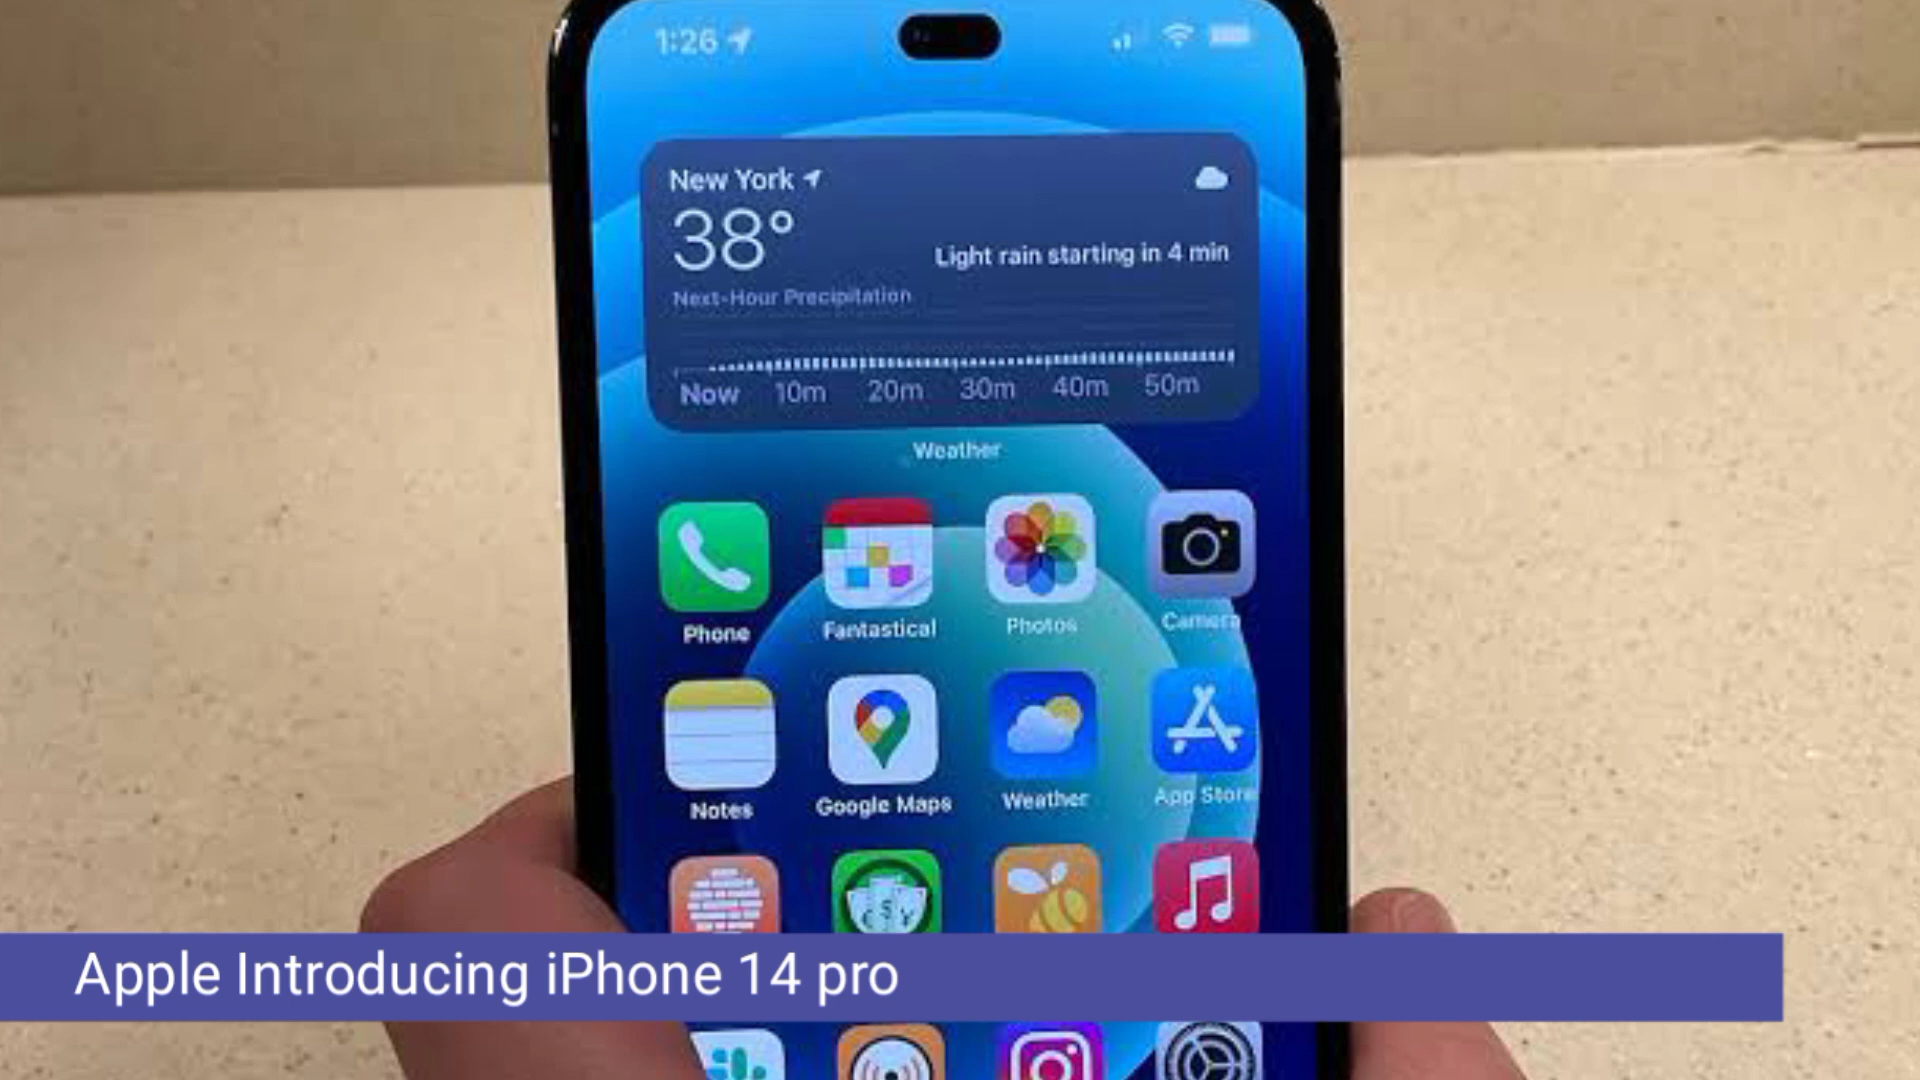 1:26
New York
38°
Light rain starting in 4 min
Next-Hour Precipitation
Now 10m 20m 30m 40m 50m
Weather
Phone Fantastical Photos Camera
Notes Google Maps Weather App Store
Apple Introducing iPhone 14 pro